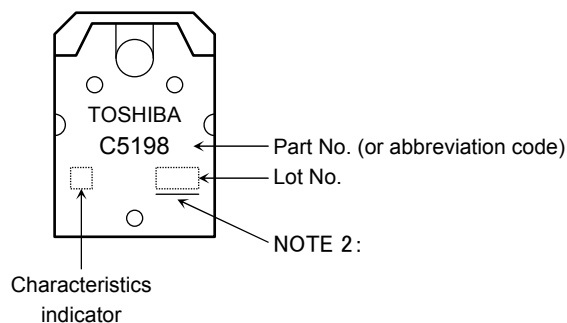 TOSHIBA
C5198
Part No. (or abbreviation code)
Lot No.
NOTE 2:
Characteristics
indicator